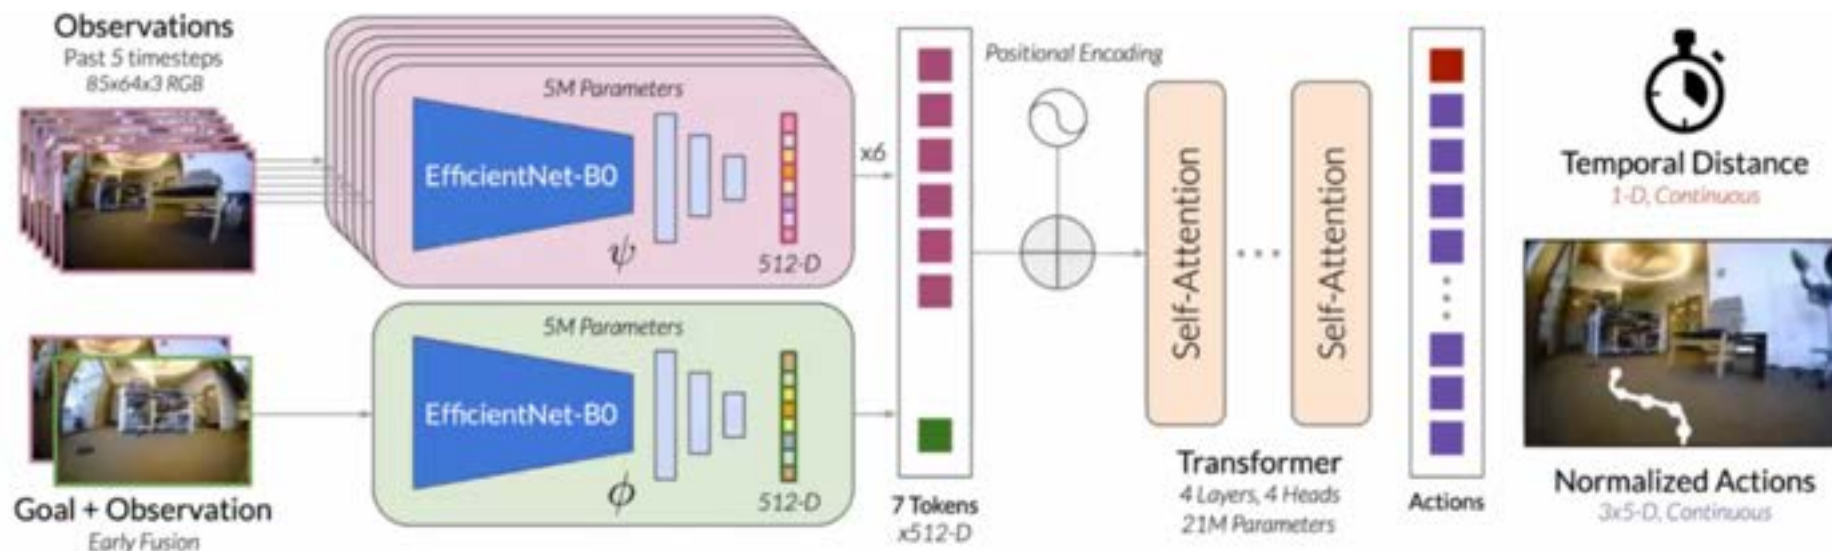 Observations
Past 5 timesteps
85x64x3 RGB
5M Parameters
EfficientNet-B0
ψ
512-D
x6
Goal + Observation
Early Fusion
5M Parameters
EfficientNet-B0
ϕ
512-D
7 Tokens
x512-D
Positional Encoding
Self-Attention
Self-Attention
Transformer
4 Layers, 4 Heads
21M Parameters
Actions
Temporal Distance
1-D, Continuous
Normalized Actions
3x5-D, Continuous